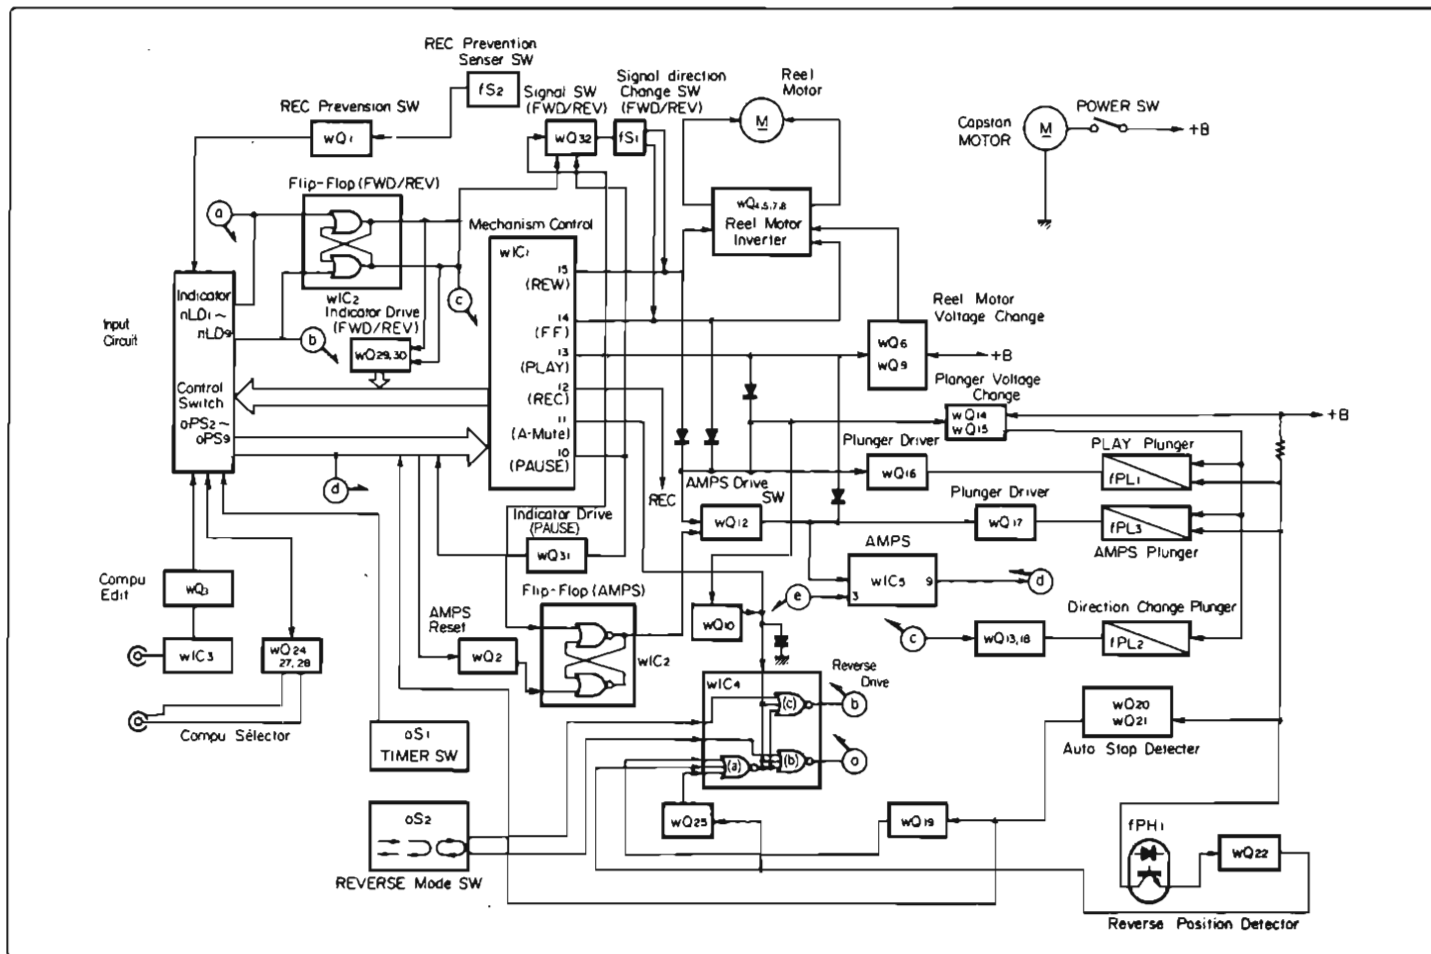 REC Prevention
Senser SW
fS2
REC Prevension SW
wQ1
Signal SW
(FWD/REV)
wQ32
Signal direction
Change SW
(FWD/REV)
fS1
Reel
Motor
M
Capstan
MOTOR
M
POWER SW
+B
Flip-Flop (FWD/REV)
wIC2
a
Input
Circuit
Indicator
nLD1~
nLD9
Control
Switch
oPS2~
oPS9
b
Indicator Drive
(FWD/REV)
wQ29,30
c
Mechanism Control
wIC1
15
(REW)
14
(FF)
13
(PLAY)
12
(REC)
11
(A-Mute)
10
(PAUSE)
wQ4,5,7,8
Reel Motor
Inverter
Reel Motor
Voltage Change
wQ6
wQ9
+B
Planger Voltage
Change
wQ14
wQ15
+B
Plunger Driver
wQ16
PLAY Plunger
fPL1
d
REC
AMPS Drive
SW
wQ12
Plunger Driver
wQ17
fPL3
AMPS Plunger
Indicator Drive
(PAUSE)
wQ31
AMPS
wIC5
9
3
d
e
Compu
Edit
wQ3
wIC3
wQ24
27, 28
Compu Selector
AMPS
Reset
wQ2
Flip-Flop (AMPS)
wIC2
wQ10
Direction Change Plunger
c
wQ13,18
fPL2
wIC4
(c)
(a)
(b)
Reverse
Drive
b
a
wQ20
wQ21
Auto Stop Detecter
oS1
TIMER SW
oS2
REVERSE Mode SW
wQ25
wQ19
fPH1
wQ22
Reverse Position Detector